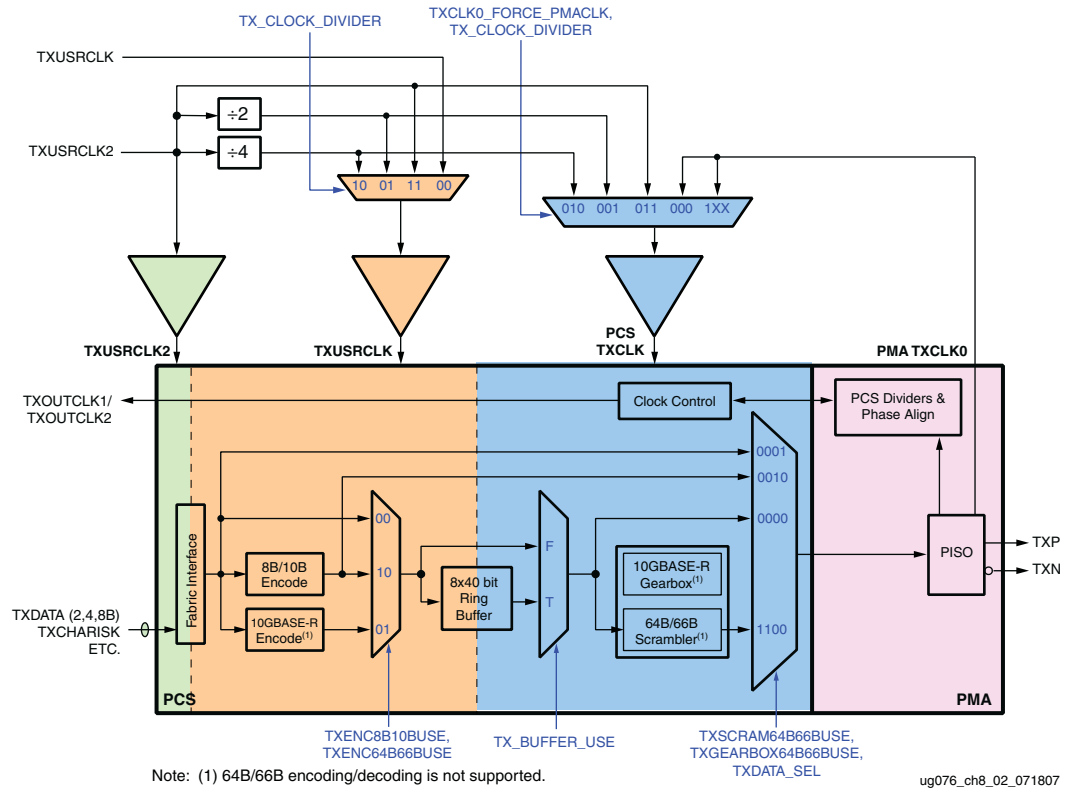 TX_CLOCK_DIVIDER
TXCLK0_FORCE_PMACLK,
TX_CLOCK_DIVIDER
TXUSRCLK
÷2
TXUSRCLK2
÷4
10 01 11 00
010 001 011 000 1XX
TXUSRCLK2
TXUSRCLK
PCS
TXCLK
PMA TXCLK0
TXOUTCLK1/
TXOUTCLK2
Clock Control
PCS Dividers &
Phase Align
0001
0010
0000
1100
Fabric Interface
00
10
01
8B/10B
Encode
10GBASE-R
Encode(1)
8x40 bit
Ring
Buffer
F
T
10GBASE-R
Gearbox(1)
64B/66B
Scrambler(1)
PISO
TXP
TXN
TXDATA (2,4,8B)
TXCHARISK
ETC.
PCS
PMA
TXENC8B10BUSE,
TXENC64B66BUSE
TX_BUFFER_USE
TXSCRAM64B66BUSE,
TXGEARBOX64B66BUSE,
TXDATA_SEL
Note: (1) 64B/66B encoding/decoding is not supported.
ug076_ch8_02_071807